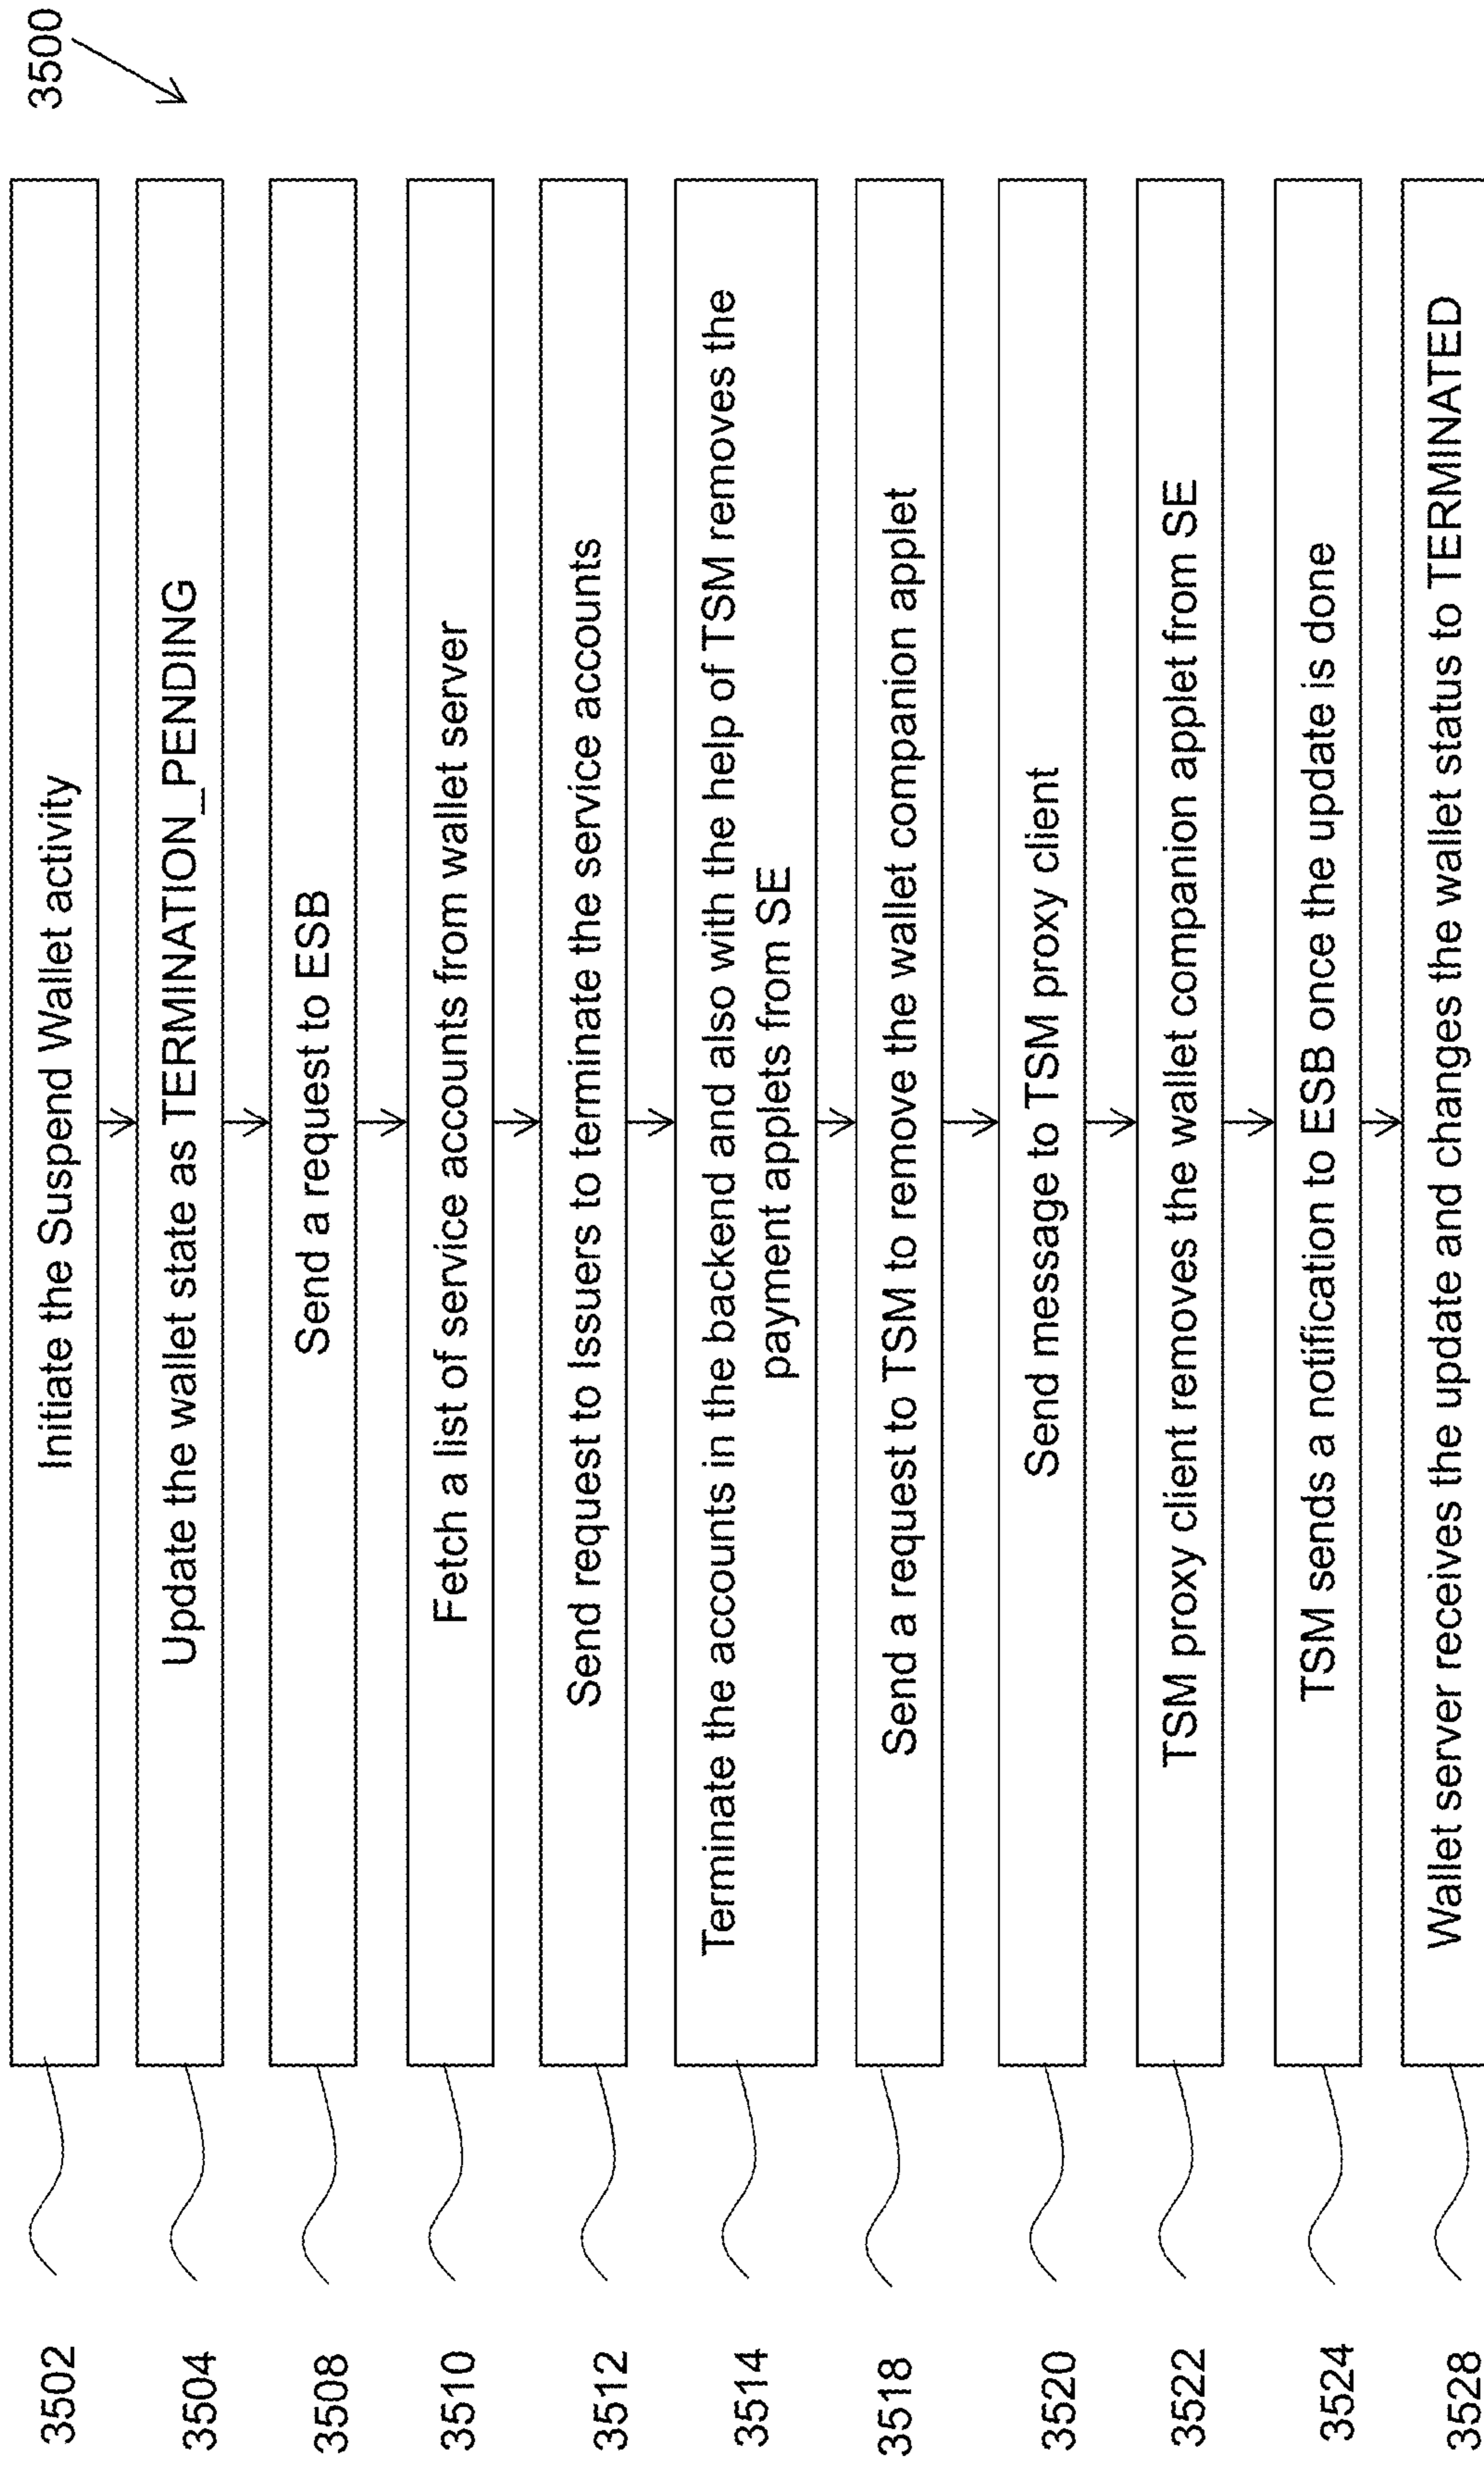 3500
3502
Initiate the Suspend Wallet activity
3504
Update the wallet state as TERMINATION_PENDING
3508
Send a request to ESB
3510
Fetch a list of service accounts from wallet server
3512
Send request to Issuers to terminate the service accounts
3514
Terminate the accounts in the backend and also with the help of TSM removes the
payment applets from SE
3518
Send a request to TSM to remove the wallet companion applet
3520
Send message to TSM proxy client
3522
TSM proxy client removes the wallet companion applet from SE
3524
TSM sends a notification to ESB once the update is done
3528
Wallet server receives the update and changes the wallet status to TERMINATED